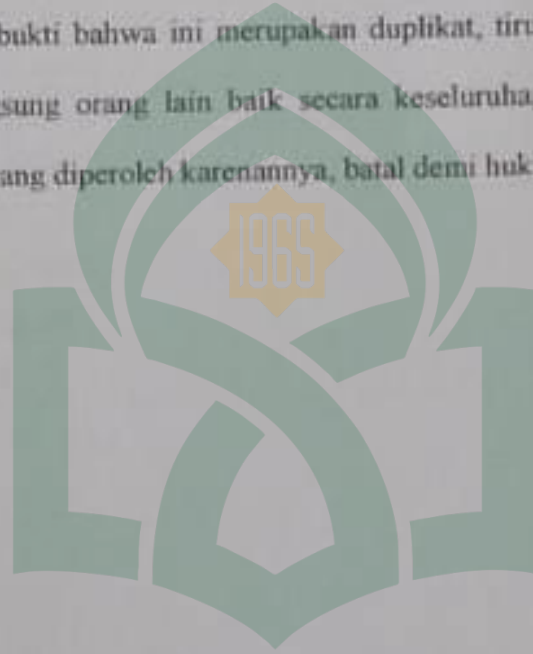 bukti bahwa ini merupakan duplikat, tiru
sung orang lain baik secara keseluruha
ang diperoleh karenannya, batal demi huk
1965